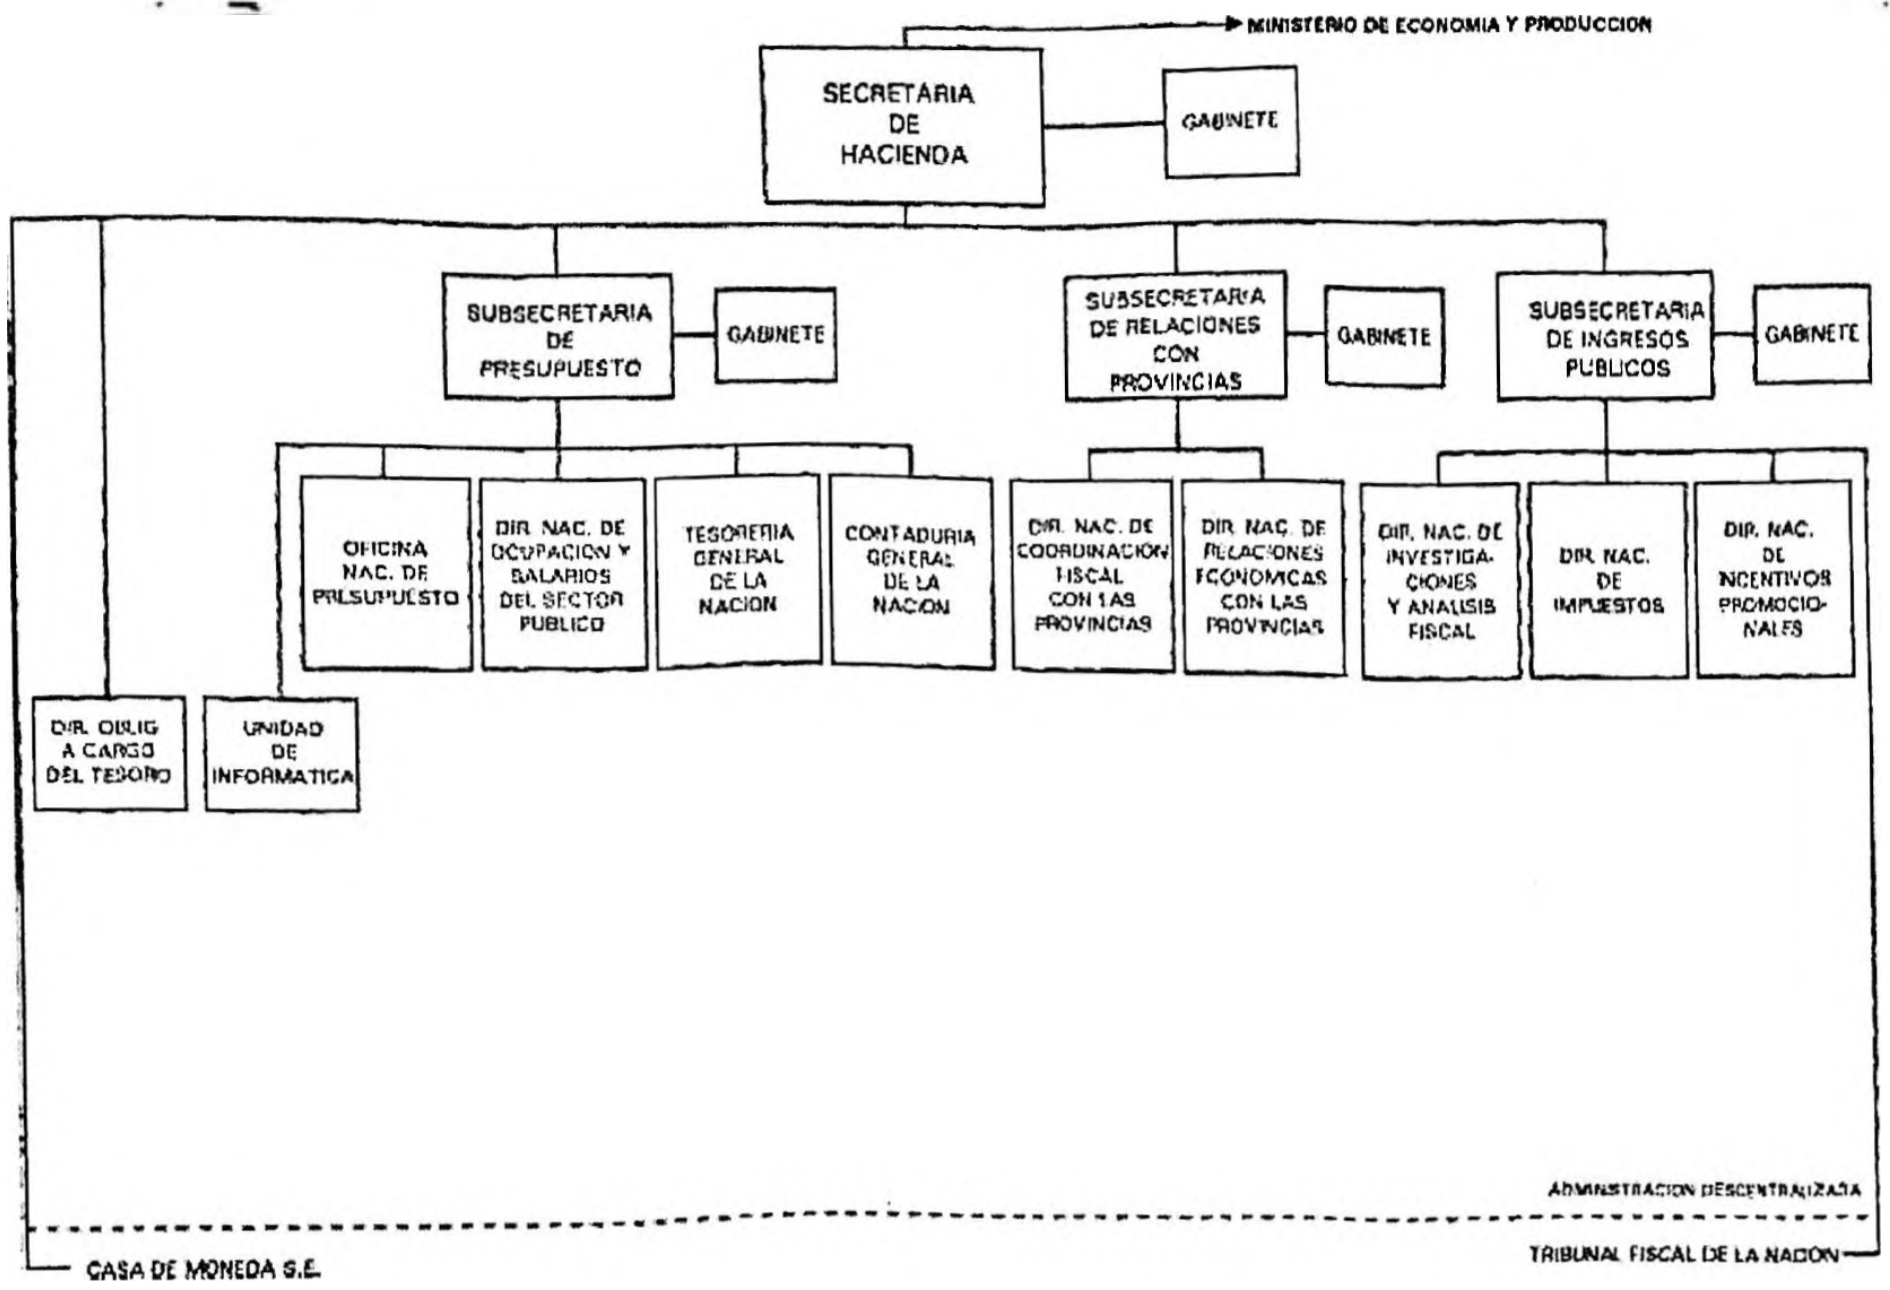 MINISTERIO DE ECONOMIA Y PRODUCCION
SECRETARIA
DE
HACIENDA
GABINETE
SUBSECRETARIA
DE
PRESUPUESTO
GABINETE
SUBSECRETARIA
DE RELACIONES
CON
PROVINCIAS
GABINETE
SUBSECRETARIA
DE INGRESOS
PUBLICOS
GABINETE
OFICINA
NAC. DE
PRESUPUESTO
DIR. NAC. DE
OCUPACION Y
SALARIOS
DEL SECTOR
PUBLICO
TESORERIA
GENERAL
DE LA
NACION
CONTADURIA
GENERAL
DE LA
NACION
DIR. NAC. DE
COORDINACION
FISCAL
CON LAS
PROVINCIAS
DIR. NAC. DE
RELACIONES
ECONOMICAS
CON LAS
PROVINCIAS
DIR. NAC. DE
INVESTIGA-
CIONES
Y ANALISIS
FISCAL
DIR. NAC.
DE
IMPUESTOS
DIR. NAC.
DE
INCENTIVOS
PROMOCIO-
NALES
DIR. OBLIG
A CARGO
DEL TESORO
UNIDAD
DE
INFORMATICA
ADMINISTRACION DESCENTRALIZADA
CASA DE MONEDA S.E.
TRIBUNAL FISCAL DE LA NACION